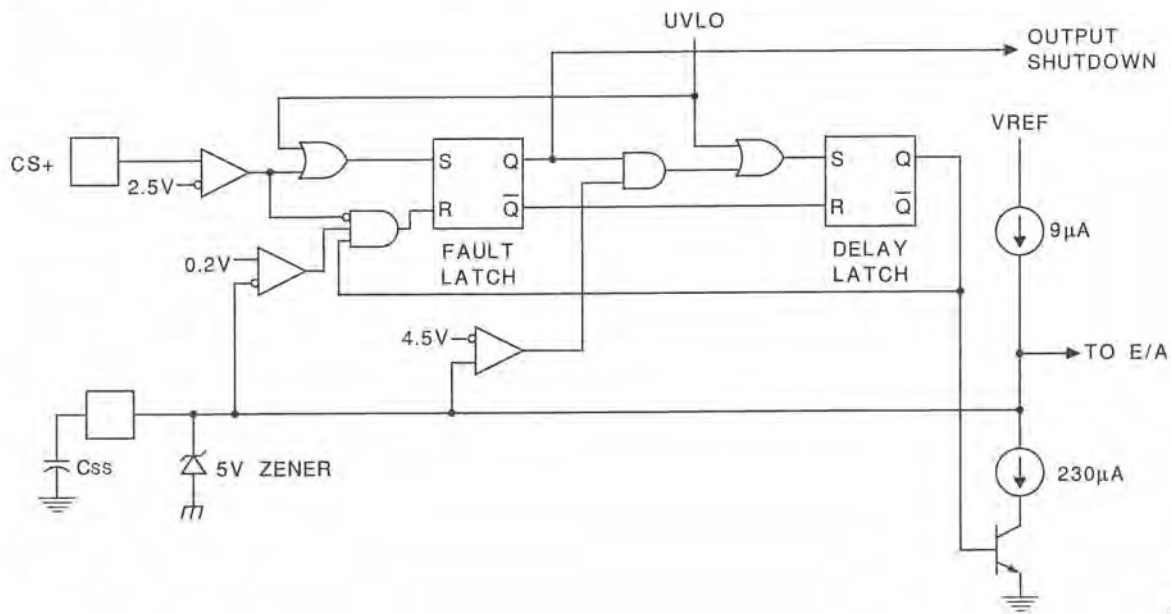 UVLO
OUTPUT
SHUTDOWN
VREF
CS+
2.5V
S Q
R Q̅
FAULT
LATCH
S Q
R Q̅
DELAY
LATCH
9µA
0.2V
4.5V
TO E/A
CSS
5V ZENER
230µA